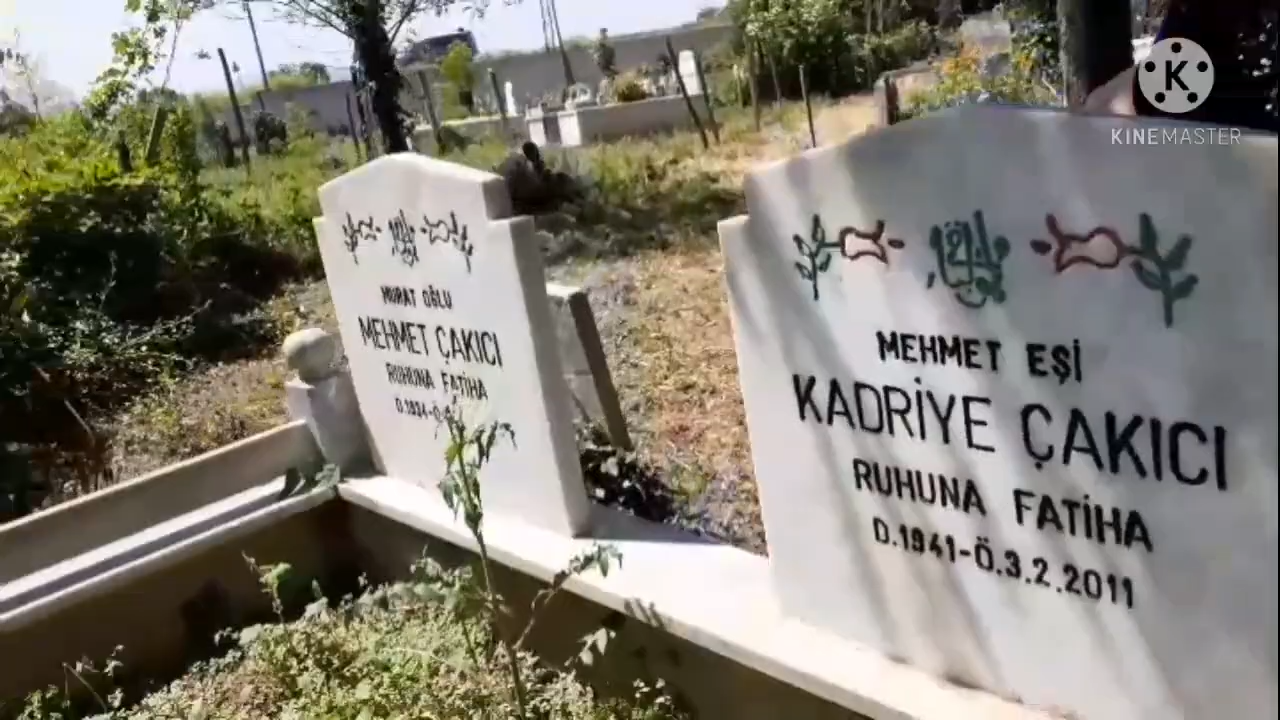 MURAT OĞLU
MEHMET ÇAKICI
RUHUNA FATİHA
MEHMET EŞİ
KADRİYE ÇAKICI
RUHUNA FATİHA
D.1941-Ö.3.2.2011
K
KINEMASTER